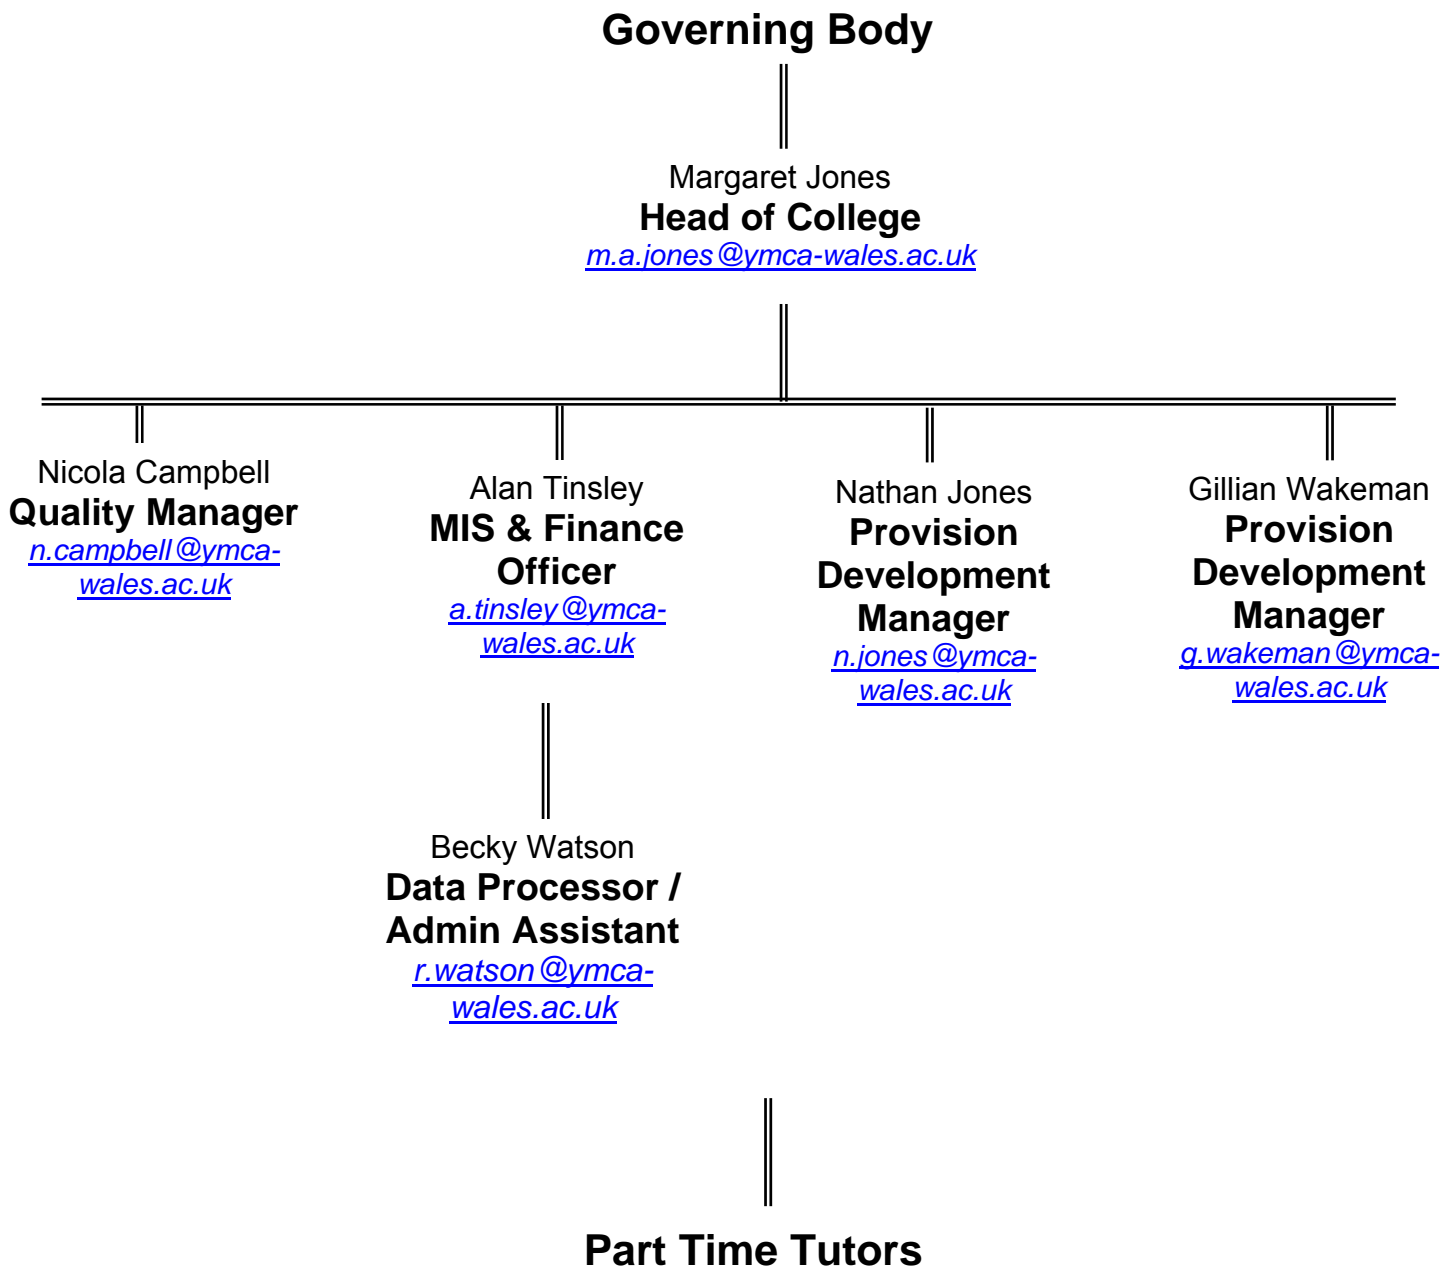 Governing Body
Margaret Jones
Head of College
m.a.jones@ymca-wales.ac.uk
Nicola Campbell
Quality Manager
n.campbell@ymca-
wales.ac.uk
Alan Tinsley
MIS & Finance
Officer
a.tinsley@ymca-
wales.ac.uk
Nathan Jones
Provision
Development
Manager
n.jones@ymca-
wales.ac.uk
Gillian Wakeman
Provision
Development
Manager
g.wakeman@ymca-
wales.ac.uk
Becky Watson
Data Processor /
Admin Assistant
r.watson@ymca-
wales.ac.uk
Part Time Tutors